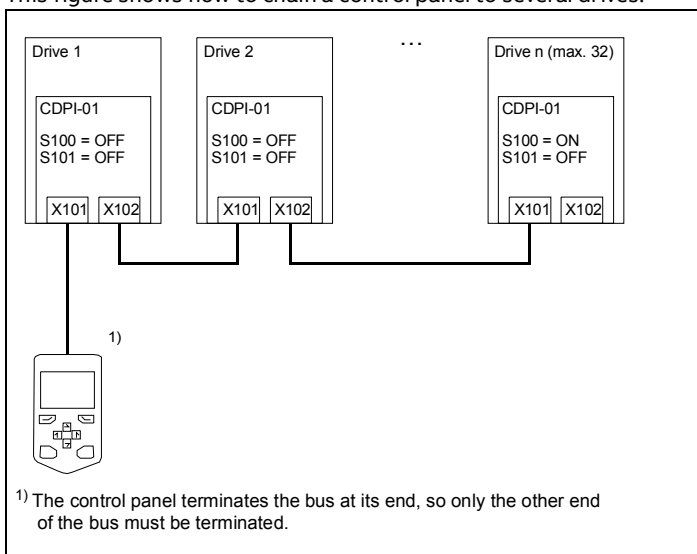 This figure shows how to chain a control panel to several drives.
Drive 1
Drive 2
...
Drive n (max. 32)
CDPI-01
S100 = OFF
S101 = OFF
X101 X102
CDPI-01
S100 = OFF
S101 = OFF
X101 X102
CDPI-01
S100 = ON
S101 = OFF
X101 X102
1)
1) The control panel terminates the bus at its end, so only the other end
of the bus must be terminated.